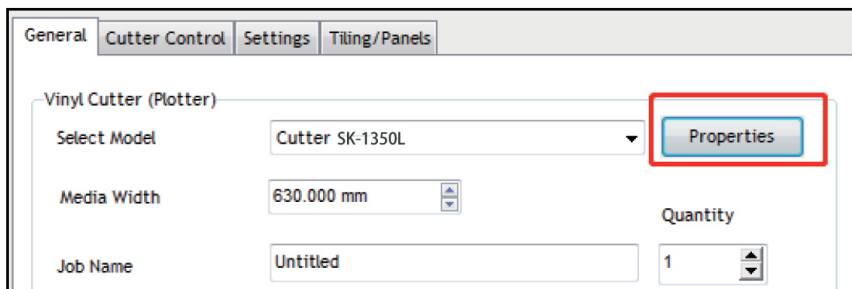 General Cutter Control Settings Tiling/Panels
Vinyl Cutter (Plotter)
Select Model Cutter SK-1350L Properties
Media Width 630.000 mm
Quantity
Job Name Untitled 1